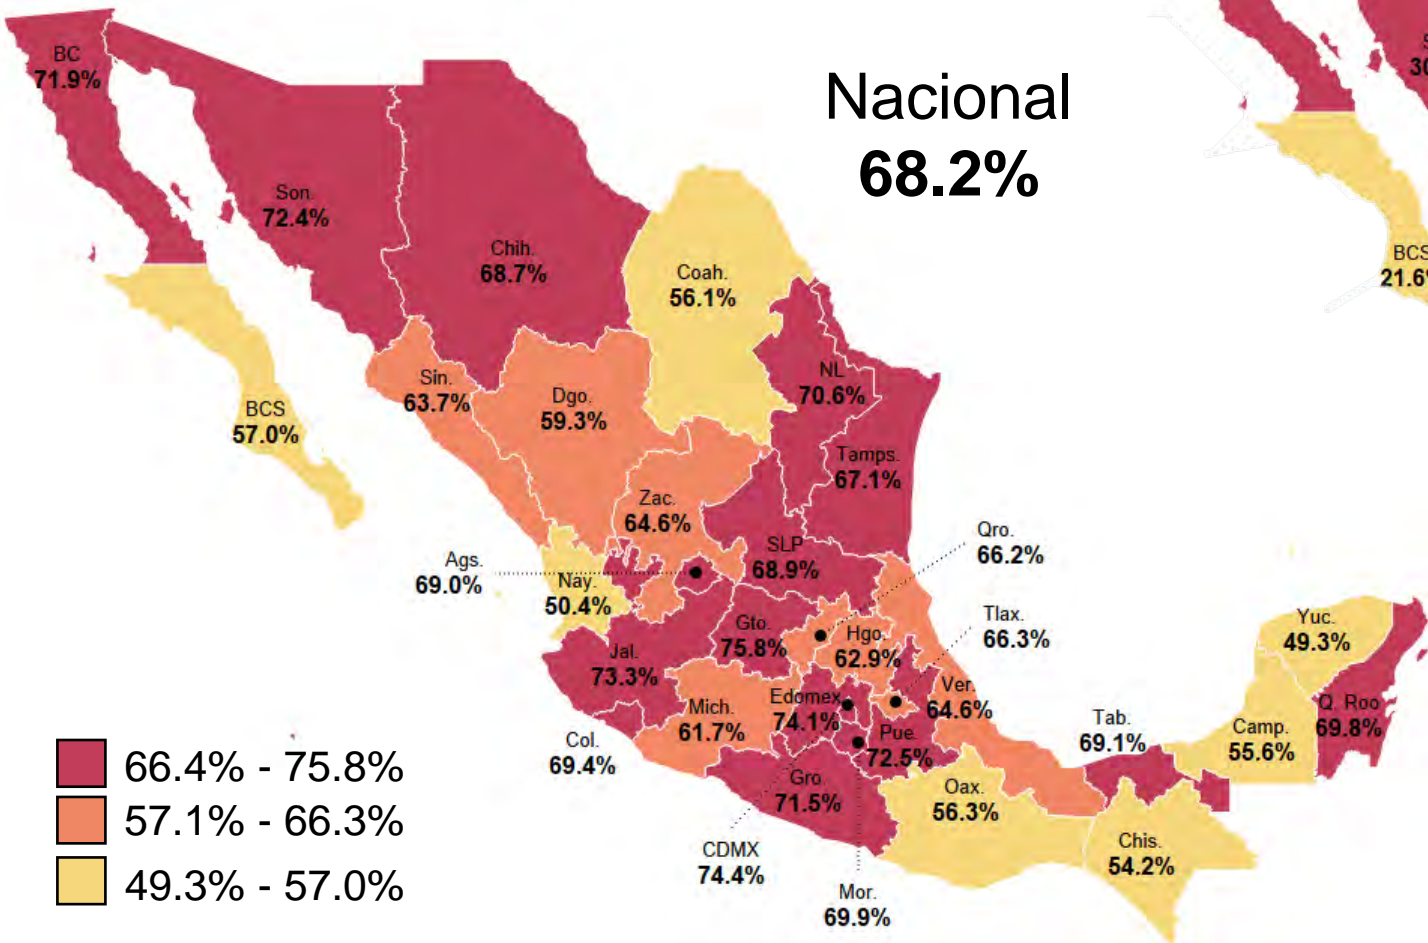 Nacional
68.2%
BC
71.9%
Son.
72.4%
Chih.
68.7%
Coah.
56.1%
BCS
21.6%
NL
70.6%
Sin.
63.7%
Dgo.
59.3%
BCS
57.0%
Tamps.
67.1%
Zac.
64.6%
SLP
68.9%
Qro.
66.2%
Ags.
69.0%
Nay.
50.4%
Tlax.
66.3%
Gto.
75.8%
Hgo.
62.9%
Yuc.
49.3%
Jal.
73.3%
Mich.
61.7%
Edomex
74.1%
Ver.
64.6%
Q. Roo
69.8%
Camp.
55.6%
Tab.
69.1%
Pue.
72.5%
Col.
69.4%
Gro.
71.5%
Oax.
56.3%
Chis.
54.2%
CDMX
74.4%
Mor.
69.9%
66.4% - 75.8%
57.1% - 66.3%
49.3% - 57.0%